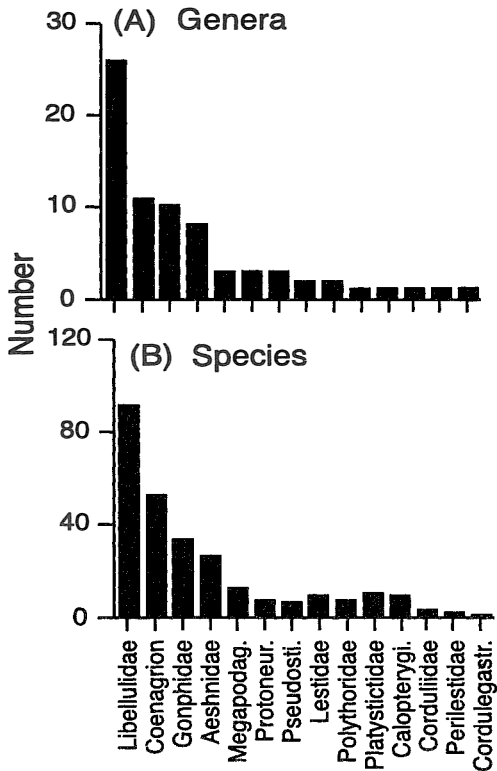 (A) Genera
30
20
10
0
Number
(B) Species
120
80
40
0
Libellulidae
Coenagrion
Gonphidae
Aeshnidae
Megapodag.
Protoneur.
Pseudosti.
Lestidae
Polythoridae
Platystictidae
Calopterygi.
Corduliidae
Perilestidae
Cordulegastr.